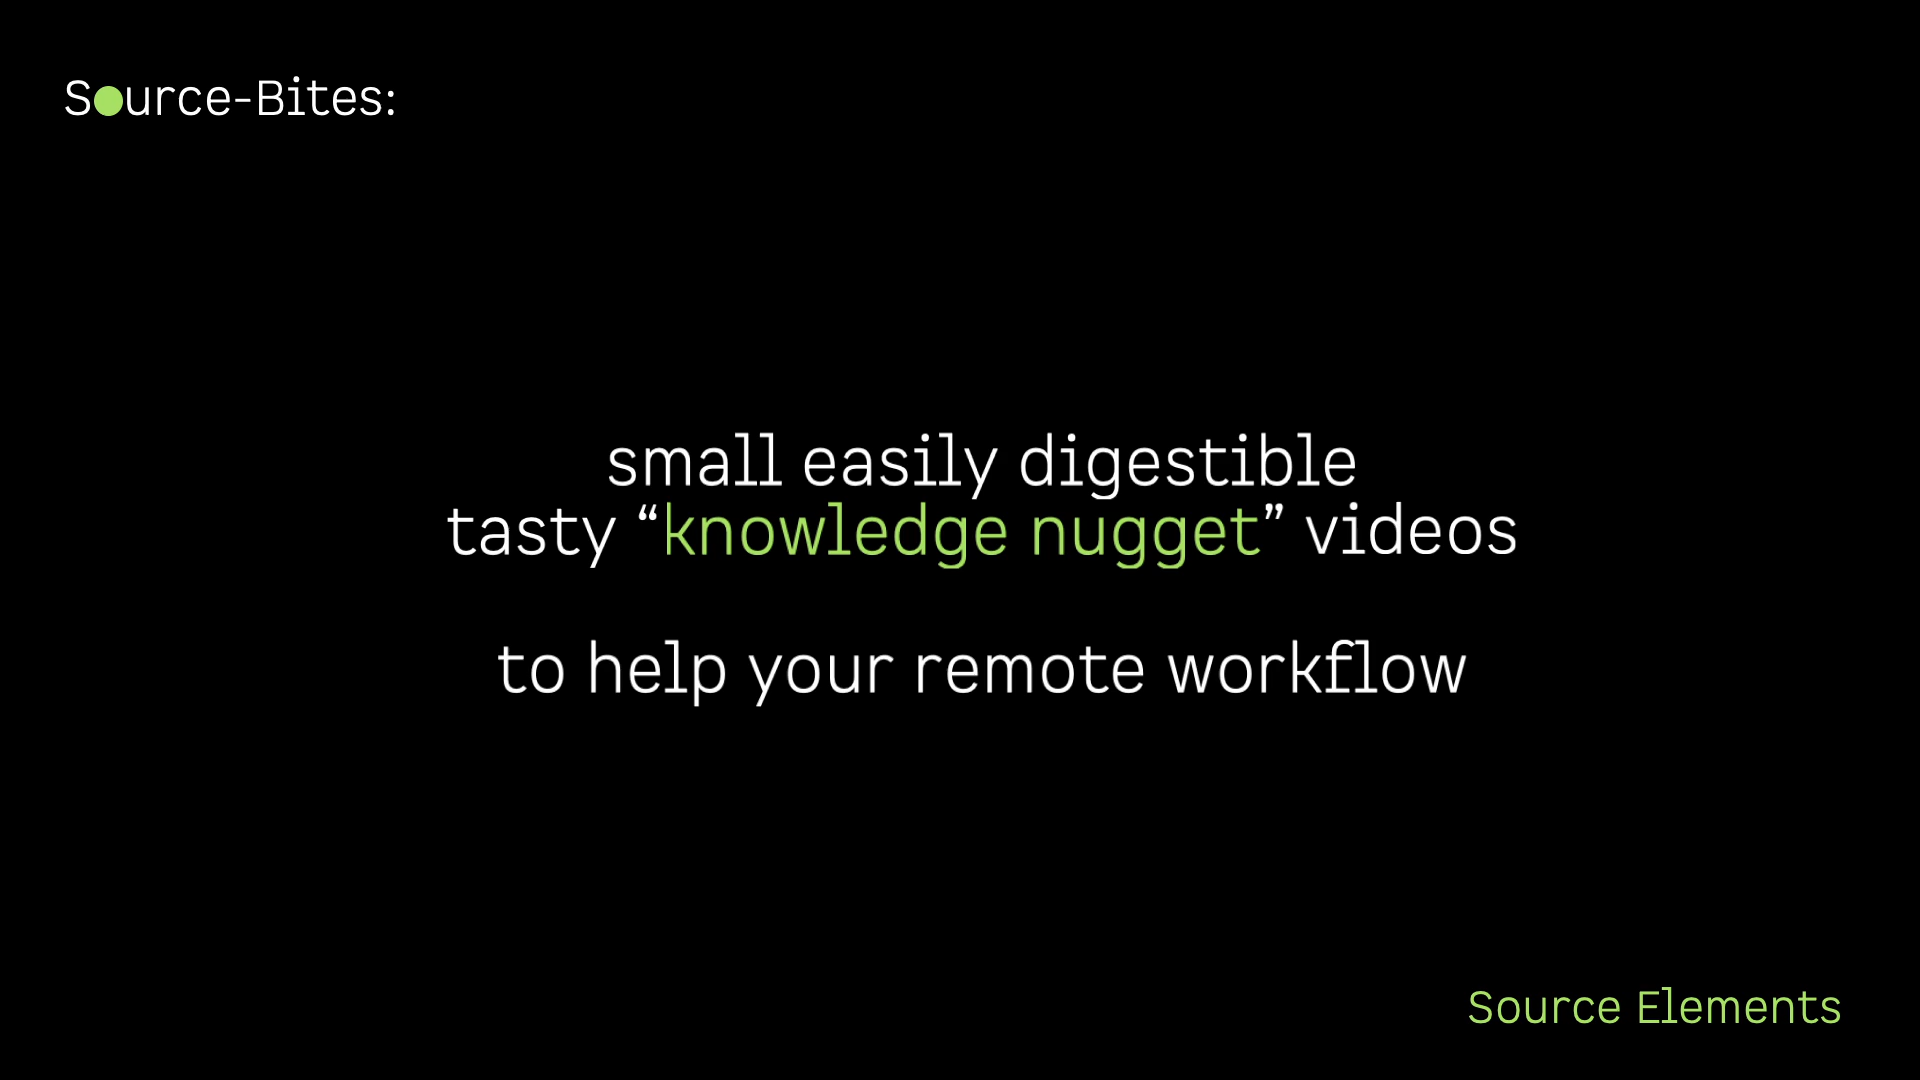 Source-Bites:
small easily digestible
tasty “knowledge nugget” videos
to help your remote workflow
Source Elements